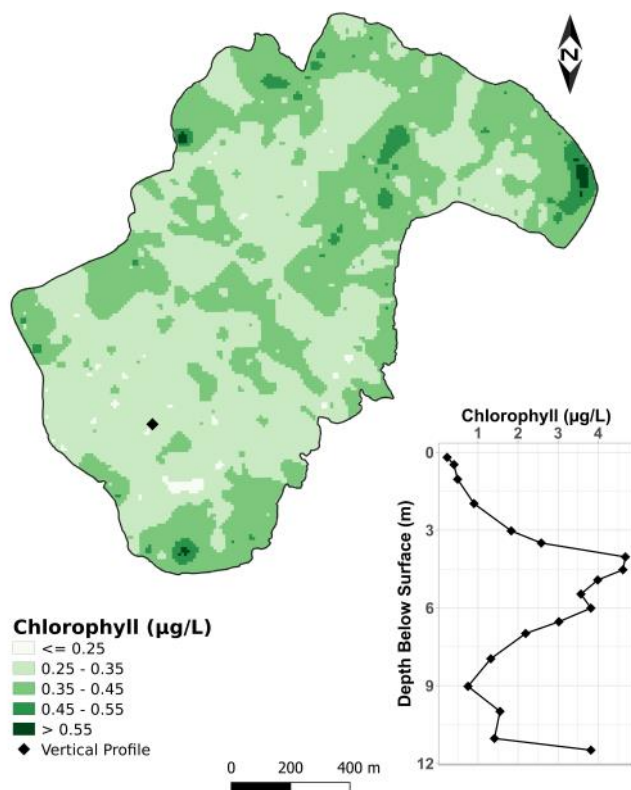 N
Chlorophyll (µg/L)
1 2 3 4
0
3
6
9
12
Depth Below Surface (m)
Chlorophyll (µg/L)
<= 0.25
0.25 - 0.35
0.35 - 0.45
0.45 - 0.55
> 0.55
Vertical Profile
0 200 400 m